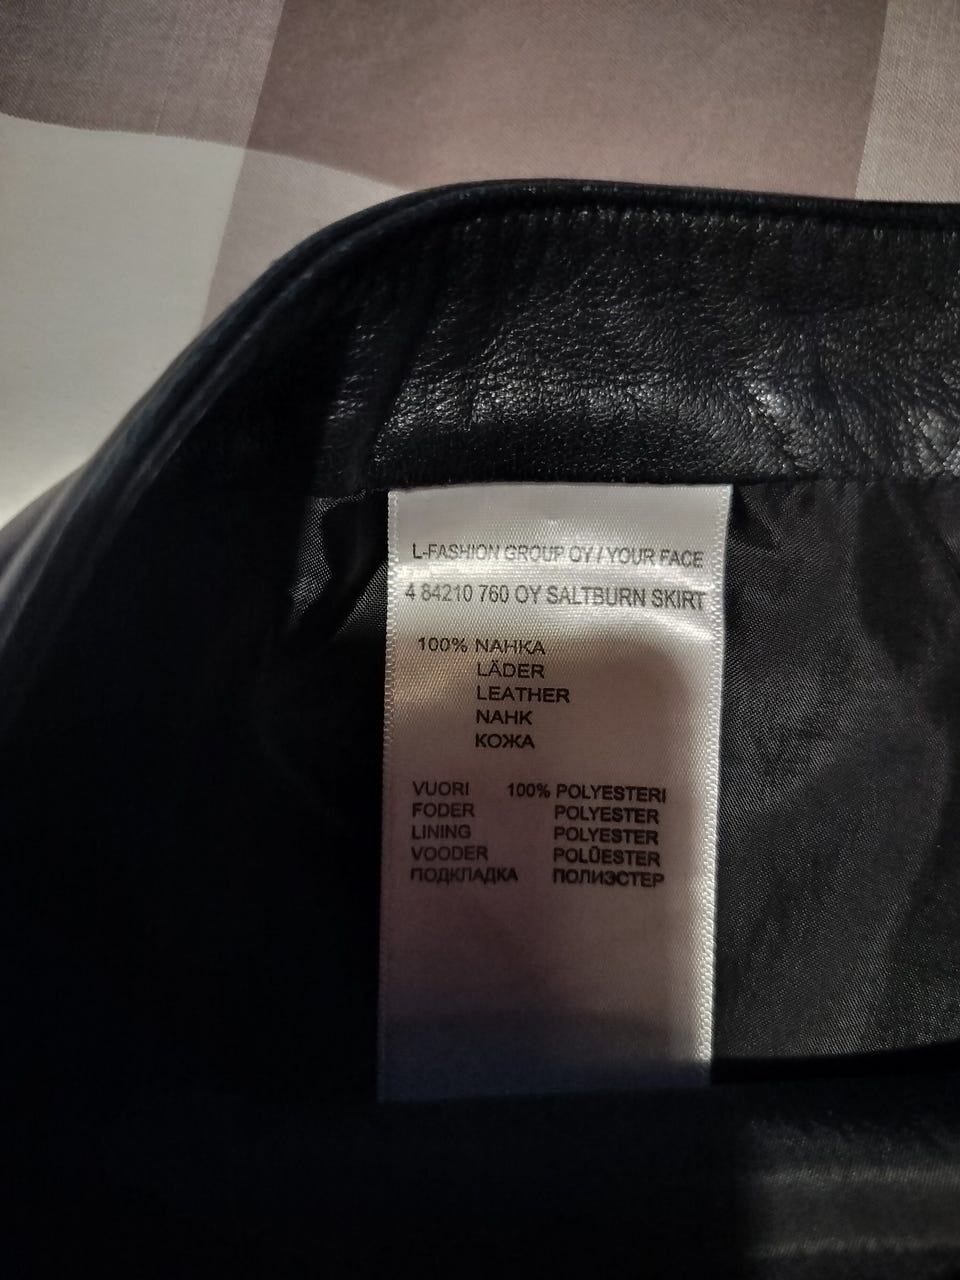 L-FASHION GROUP OY / YOUR FACE
4 84210 760 OY SALTBURN SKIRT
100% NAHKA
LÄDER
LEATHER
NAHK
КОЖА
VUORI 100% POLYESTERI
FODER POLYESTER
LINING POLYESTER
VOODER POLÜESTER
ПОДКЛАДКА ПОЛИЭСТЕР